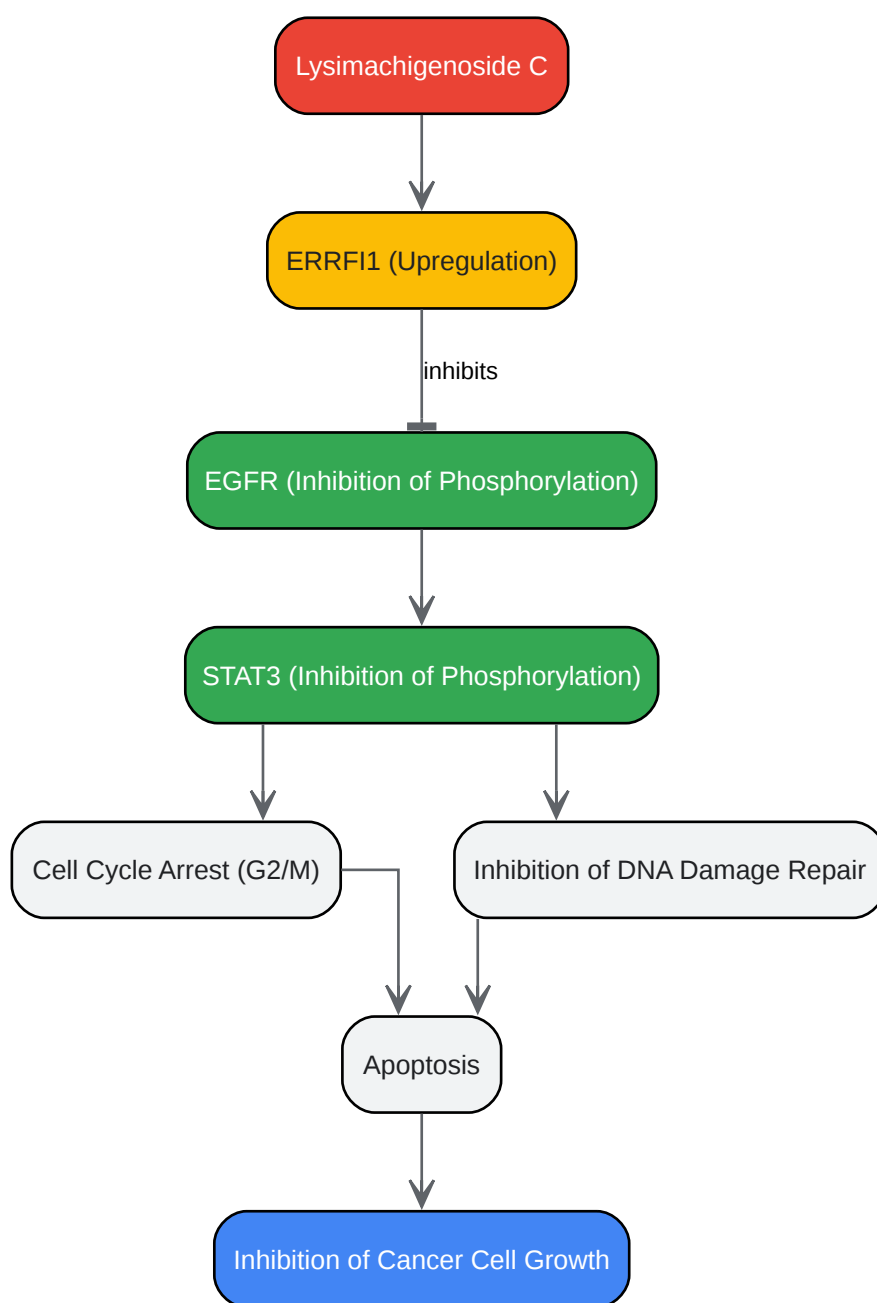 Lysimachigenoside C
ERRFI1 (Upregulation)
inhibits
EGFR (Inhibition of Phosphorylation)
STAT3 (Inhibition of Phosphorylation)
Cell Cycle Arrest (G2/M)
Inhibition of DNA Damage Repair
Apoptosis
Inhibition of Cancer Cell Growth